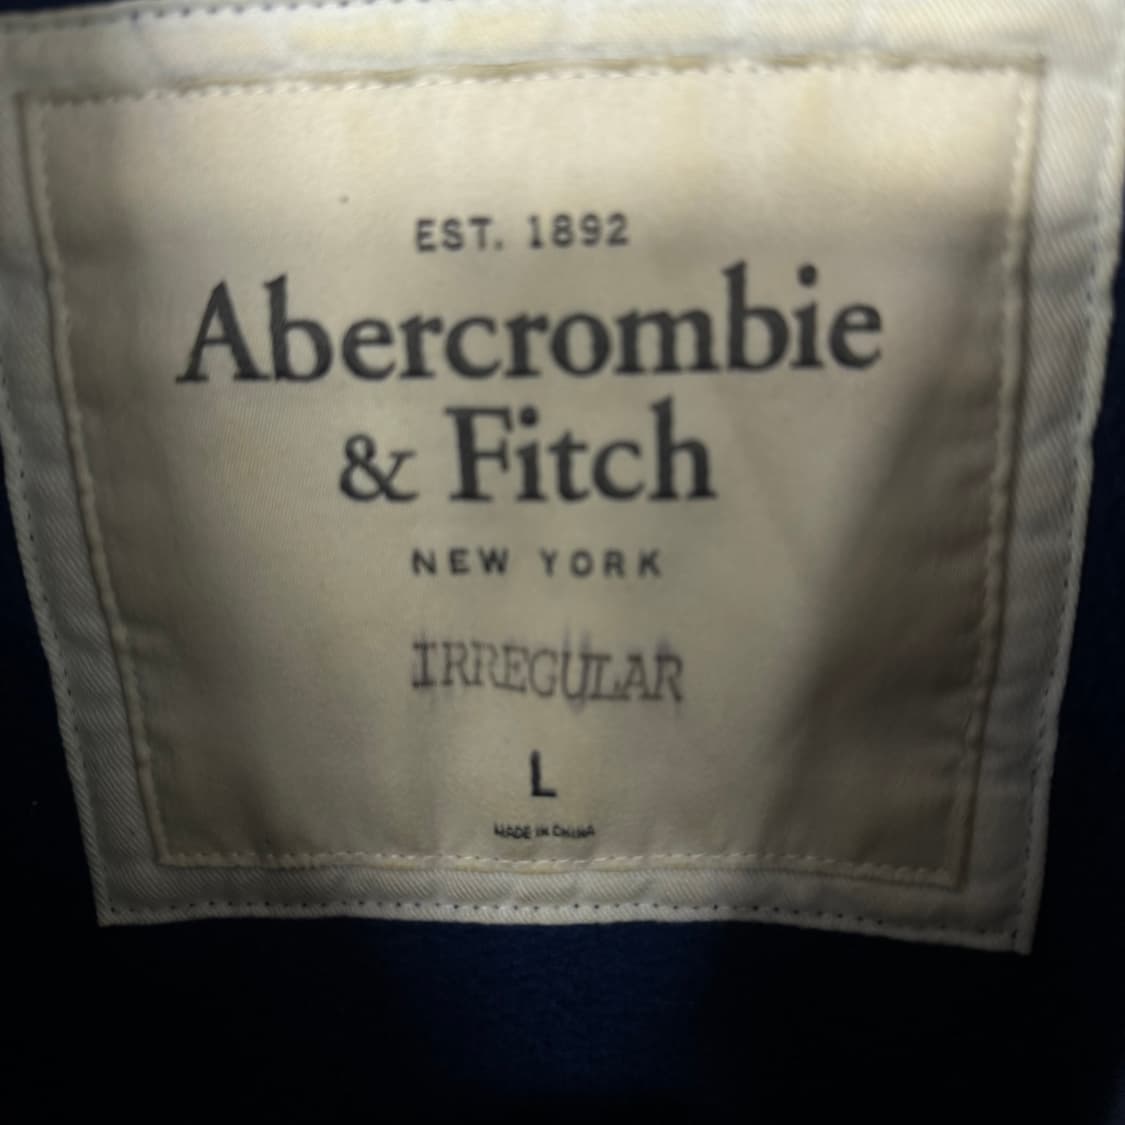 EST. 1892
Abercrombie
& Fitch
NEW YORK
IRREGULAR
L
MADE IN CHINA